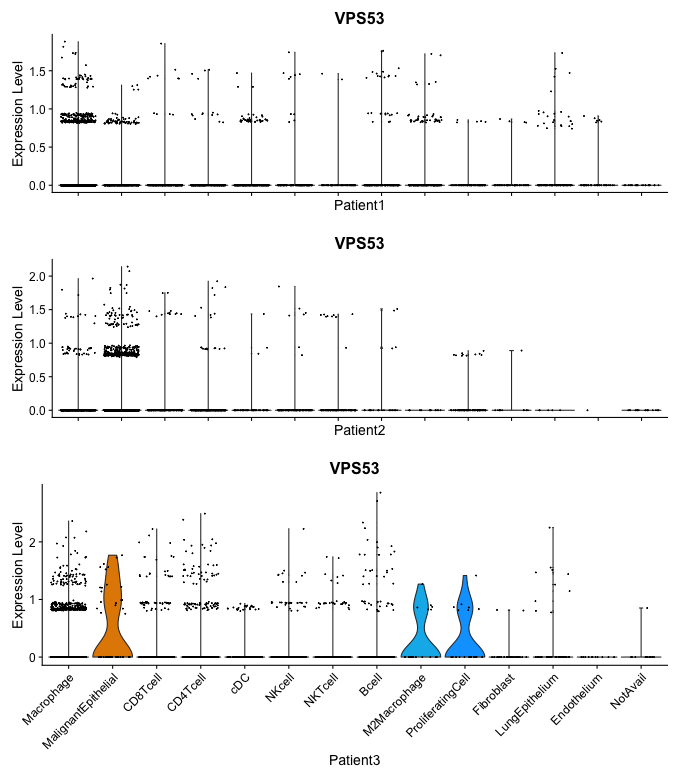 VPS53
Expression Level
1.5
1.0
0.5
0.0
Patient1
VPS53
Expression Level
2.0
1.5
1.0
0.5
0.0
Patient2
VPS53
Expression Level
2
1
0
Macrophage
MalignantEpithelial
CD8Tcell
CD4Tcell
cDC
NKcell
NKTcell
Bcell
M2Macrophage
ProliferatingCell
Fibroblast
LungEpithelium
Endothelium
NotAvail
Patient3